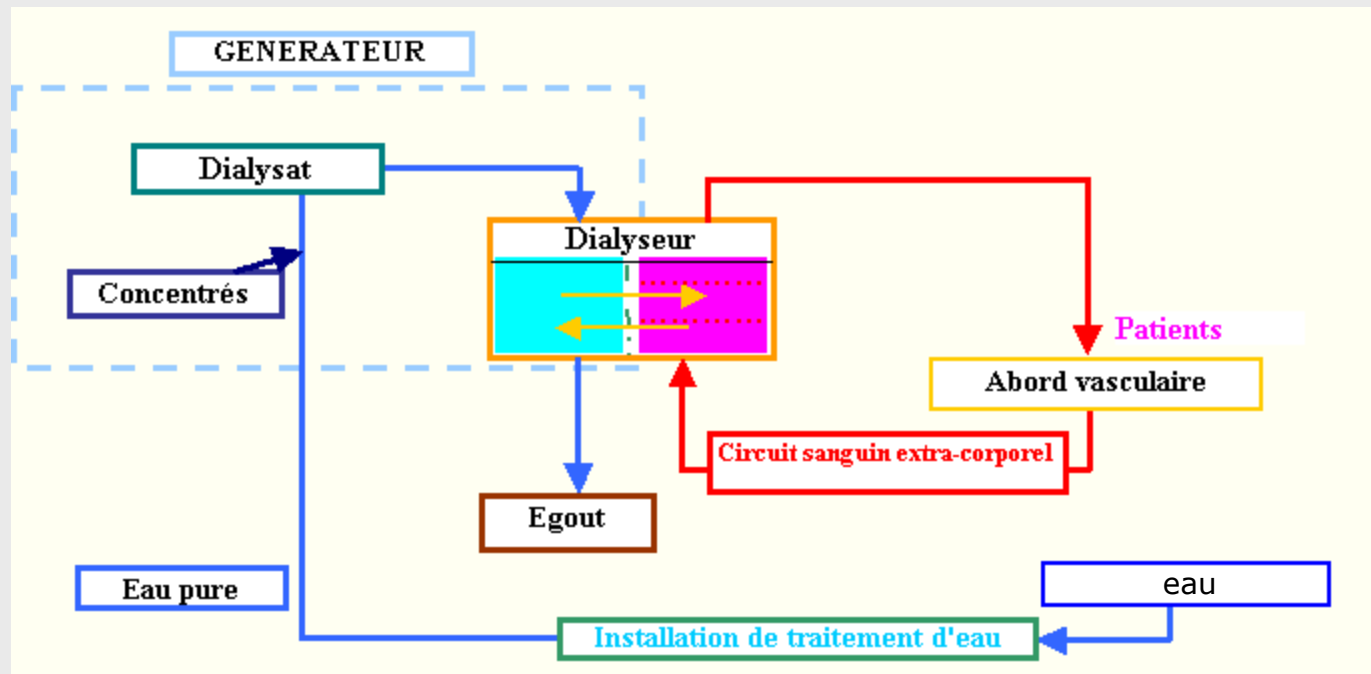 GENERATEUR
Dialysat
Dialyseur
Concentrés
Patients
Abord vasculaire
Circuit sanguin extra-corporel
Egout
Eau pure
eau
Installation de traitement d'eau